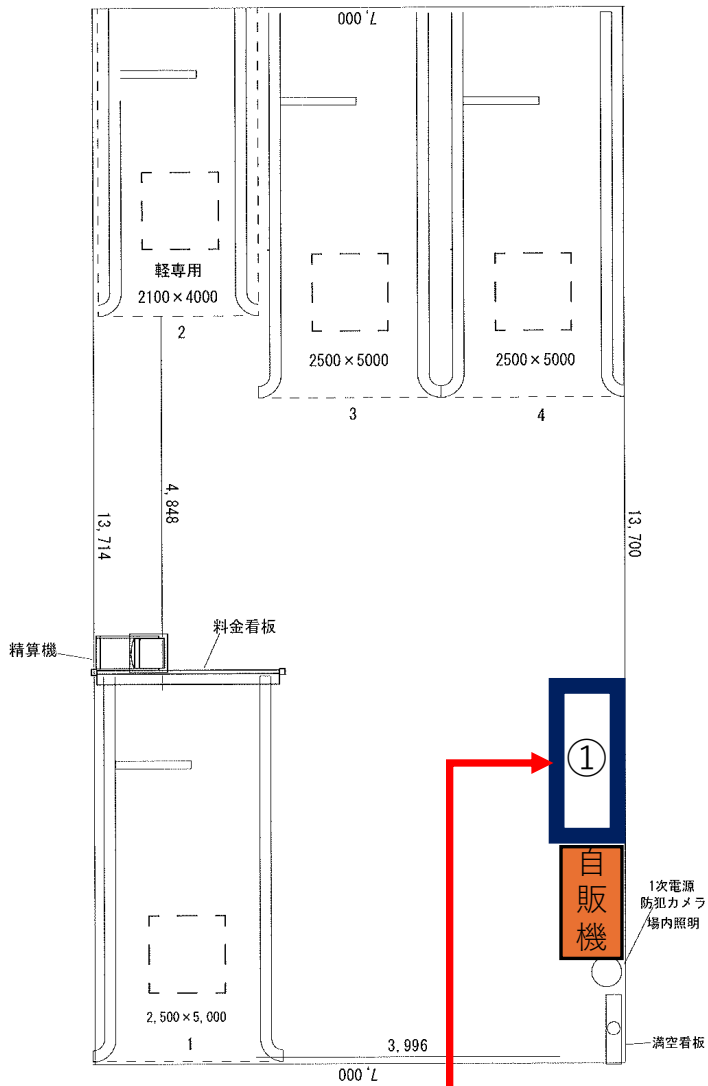 7,000
軽専用
2100×4000
2
2500×5000
3
2500×5000
4
4,848
13,714
13,700
精算機
料金看板
①
自販機
1次電源
防犯カメラ
場内照明
2,500×5,000
1
3,996
満空看板
7,000